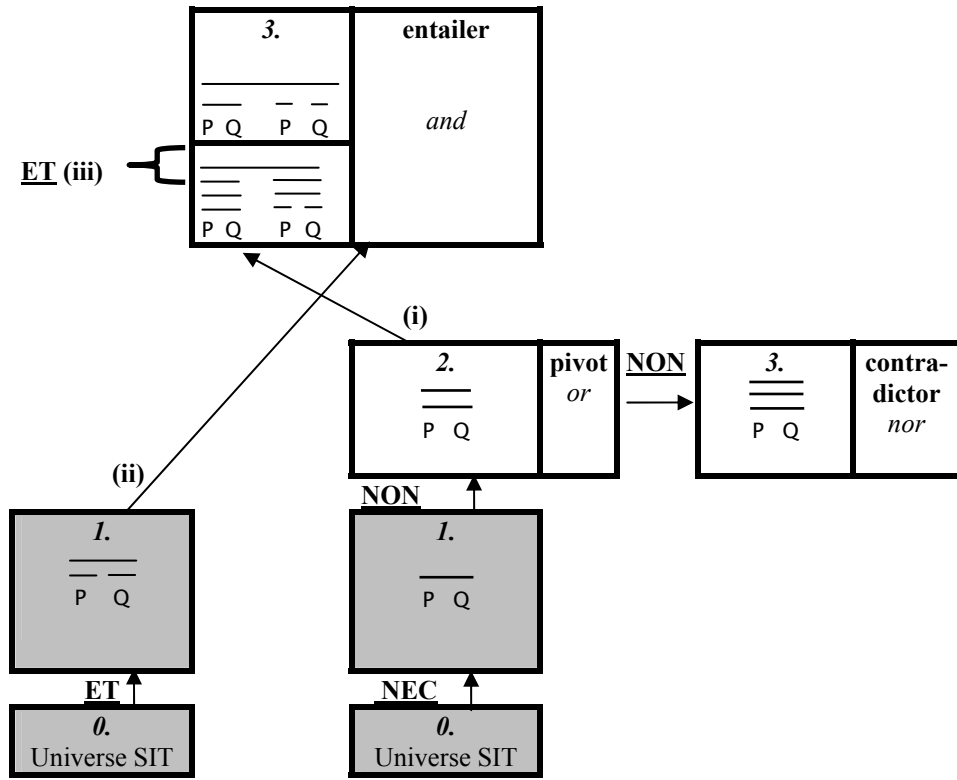 3. entailer
P Q P Q
and
ET (iii)
P Q P Q
(i)
2. pivot
or
P Q
NON
3. contra-
dictor
nor
P Q
(ii)
NON
1.
P Q
1.
P Q
ET
NEC
0.
Universe SIT
0.
Universe SIT